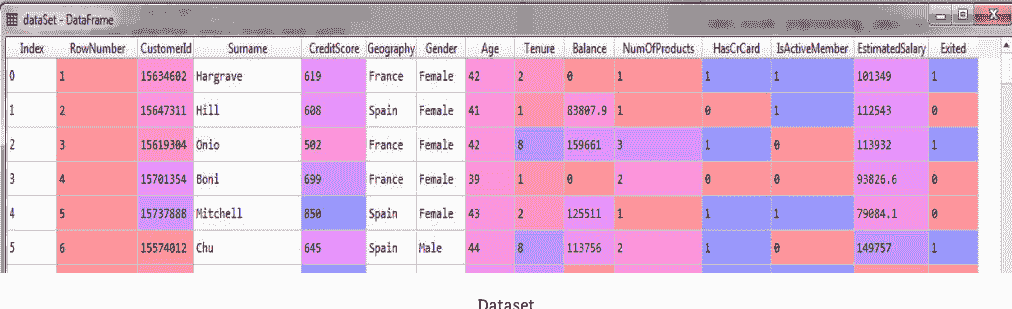 dataSet - DataFrame
Index RowNumber CustomerId Surname CreditScore Geography Gender Age Tenure Balance NumOfProducts HasCrCard IsActiveMember EstimatedSalary Exited
0 1 15634602 Hargrave 619 France Female 42 2 0 1 1 1 101349 1
1 2 15647311 Hill 608 Spain Female 41 1 83807.9 1 0 1 112543 0
2 3 15619304 Onio 502 France Female 42 8 159661 3 1 0 113932 1
3 4 15701354 Boni 699 France Female 39 1 0 2 0 0 93826.6 0
4 5 15737888 Mitchell 850 Spain Female 43 2 125511 1 1 1 79084.1 0
5 6 15574012 Chu 645 Spain Male 44 8 113756 2 1 0 149757 1
Dataset